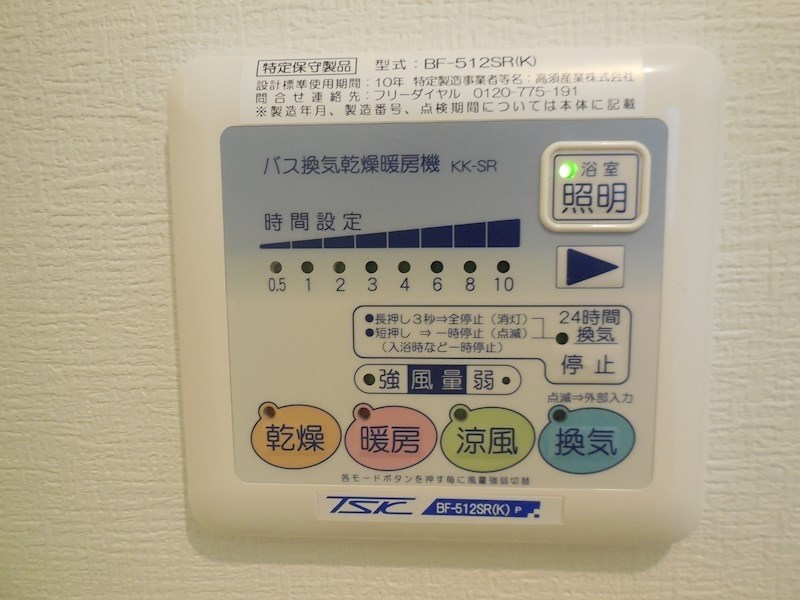 特定保守製品 型式：BF-512SR(K)
設計標準使用期間：10年 特定製造事業者等名：高須産業株式会社
問合せ連絡先：フリーダイヤル 0120-775-191
※製造年月、製造番号、点検期間については本体に記載
バス換気乾燥暖房機 KK-SR
浴室
照明
時間設定
0.5 1 2 3 4 6 8 10
●長押し3秒⇒全停止（消灯）
●短押し ⇒一時停止（点滅）
（入浴時など一時停止）
24時間
換気
停止
強 風量 弱
点滅⇒外部入力
乾燥 暖房 涼風 換気
各モードボタンを押す毎に風量強弱切替
TSK BF-512SR(K) P